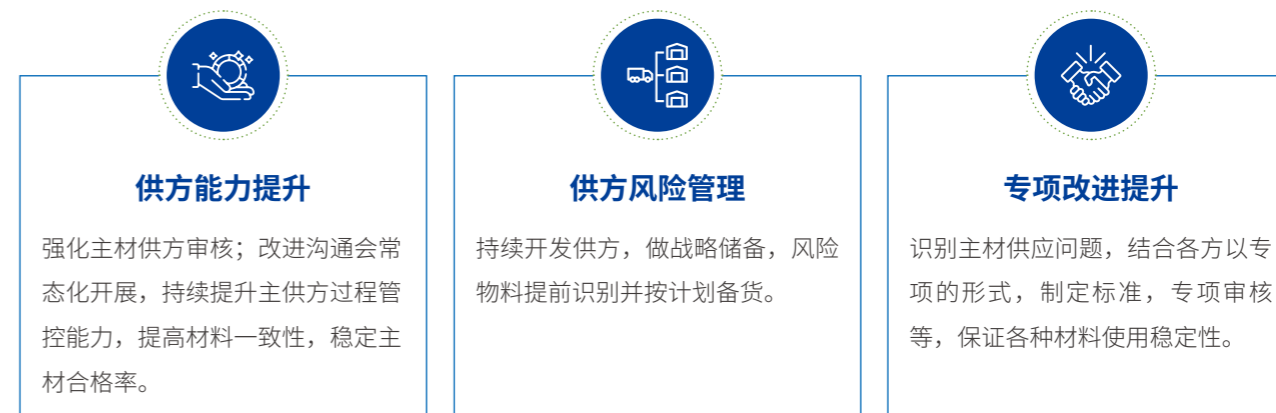 供方能力提升
强化主材供方审核；改进沟通会常
态化开展，持续提升主供方过程管
控能力，提高材料一致性，稳定主
材合格率。
供方风险管理
持续开发供方，做战略储备，风险
物料提前识别并按计划备货。
专项改进提升
识别主材供应问题，结合各方以专
项的形式，制定标准，专项审核
等，保证各种材料使用稳定性。